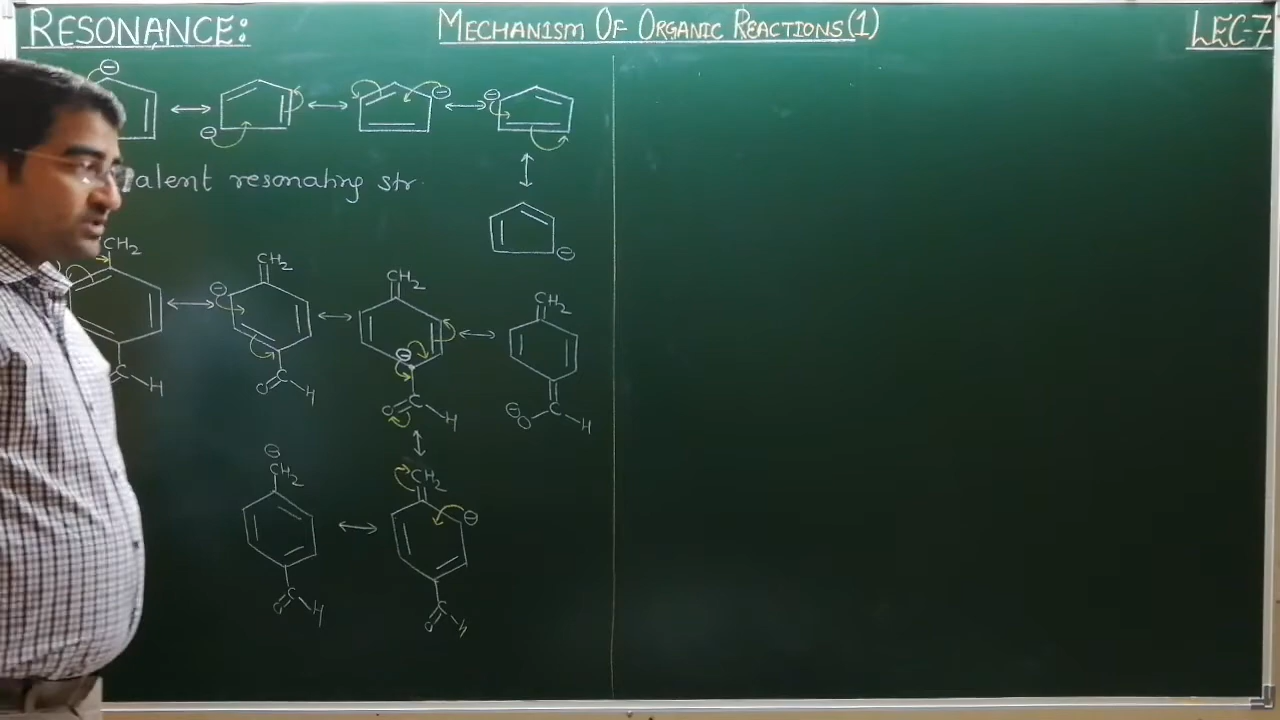 RESONANCE:
MECHANISM OF ORGANIC REACTIONS(1)
LEC-7
⊖
⊖
⊖
⊖
alent resonating str.
⊖
CH2
CH2
CH2
CH2
⊖
⊖
C H
O C H
O C H
⊖O C H
⊖
CH2
CH2
⊖
O C H
O C H